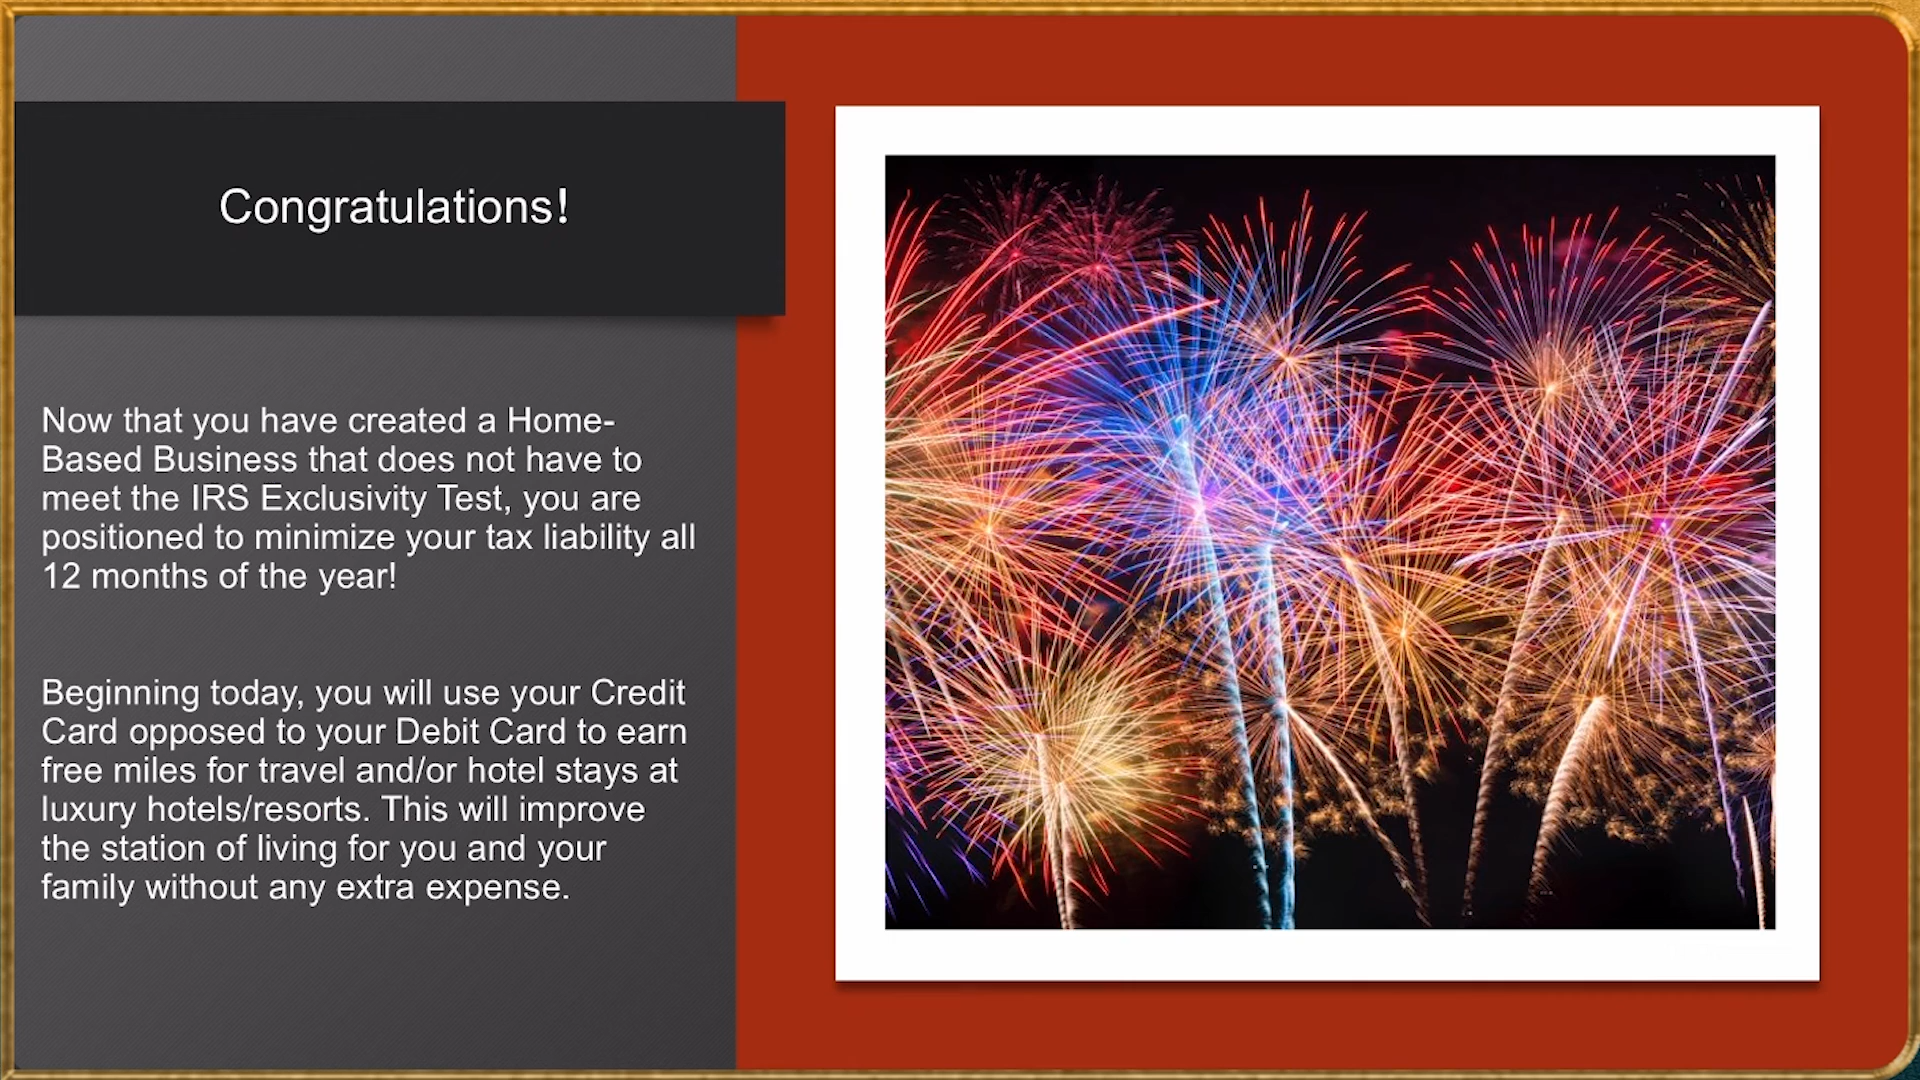 Congratulations!
Now that you have created a Home-
Based Business that does not have to
meet the IRS Exclusivity Test, you are
positioned to minimize your tax liability all
12 months of the year!
Beginning today, you will use your Credit
Card opposed to your Debit Card to earn
free miles for travel and/or hotel stays at
luxury hotels/resorts. This will improve
the station of living for you and your
family without any extra expense.